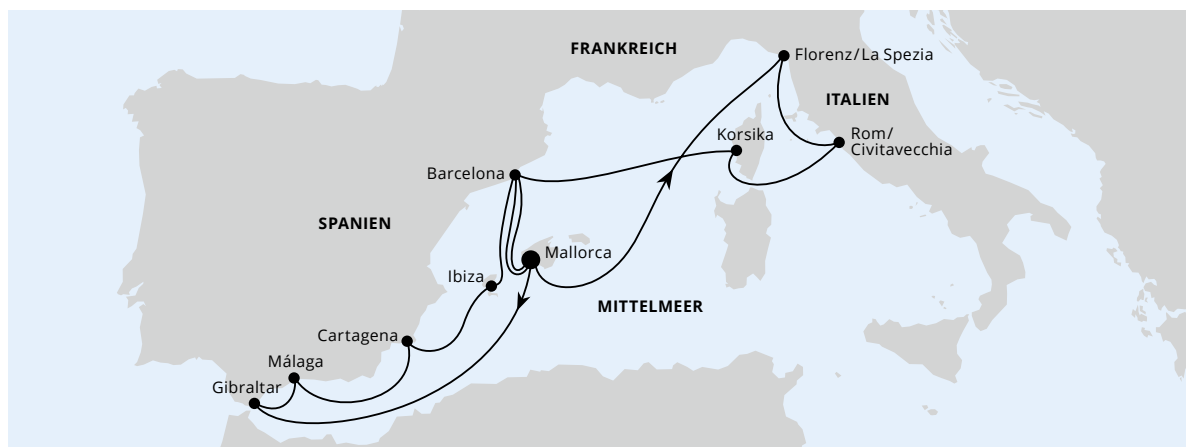 FRANKREICH
Florenz/La Spezia
ITALIEN
Korsika
Rom/
Civitavecchia
Barcelona
SPANIEN
Mallorca
Ibiza
MITTELMEER
Cartagena
Málaga
Gibraltar